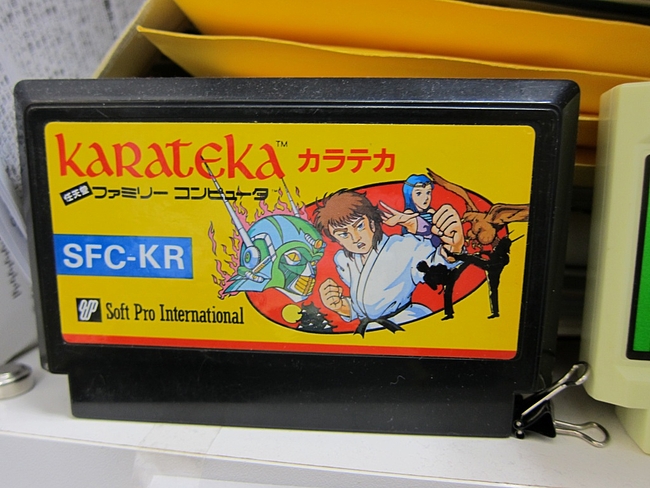 KARATEKA™ カラテカ
任天堂 ファミリー コンピュータ
SFC-KR
Soft Pro International